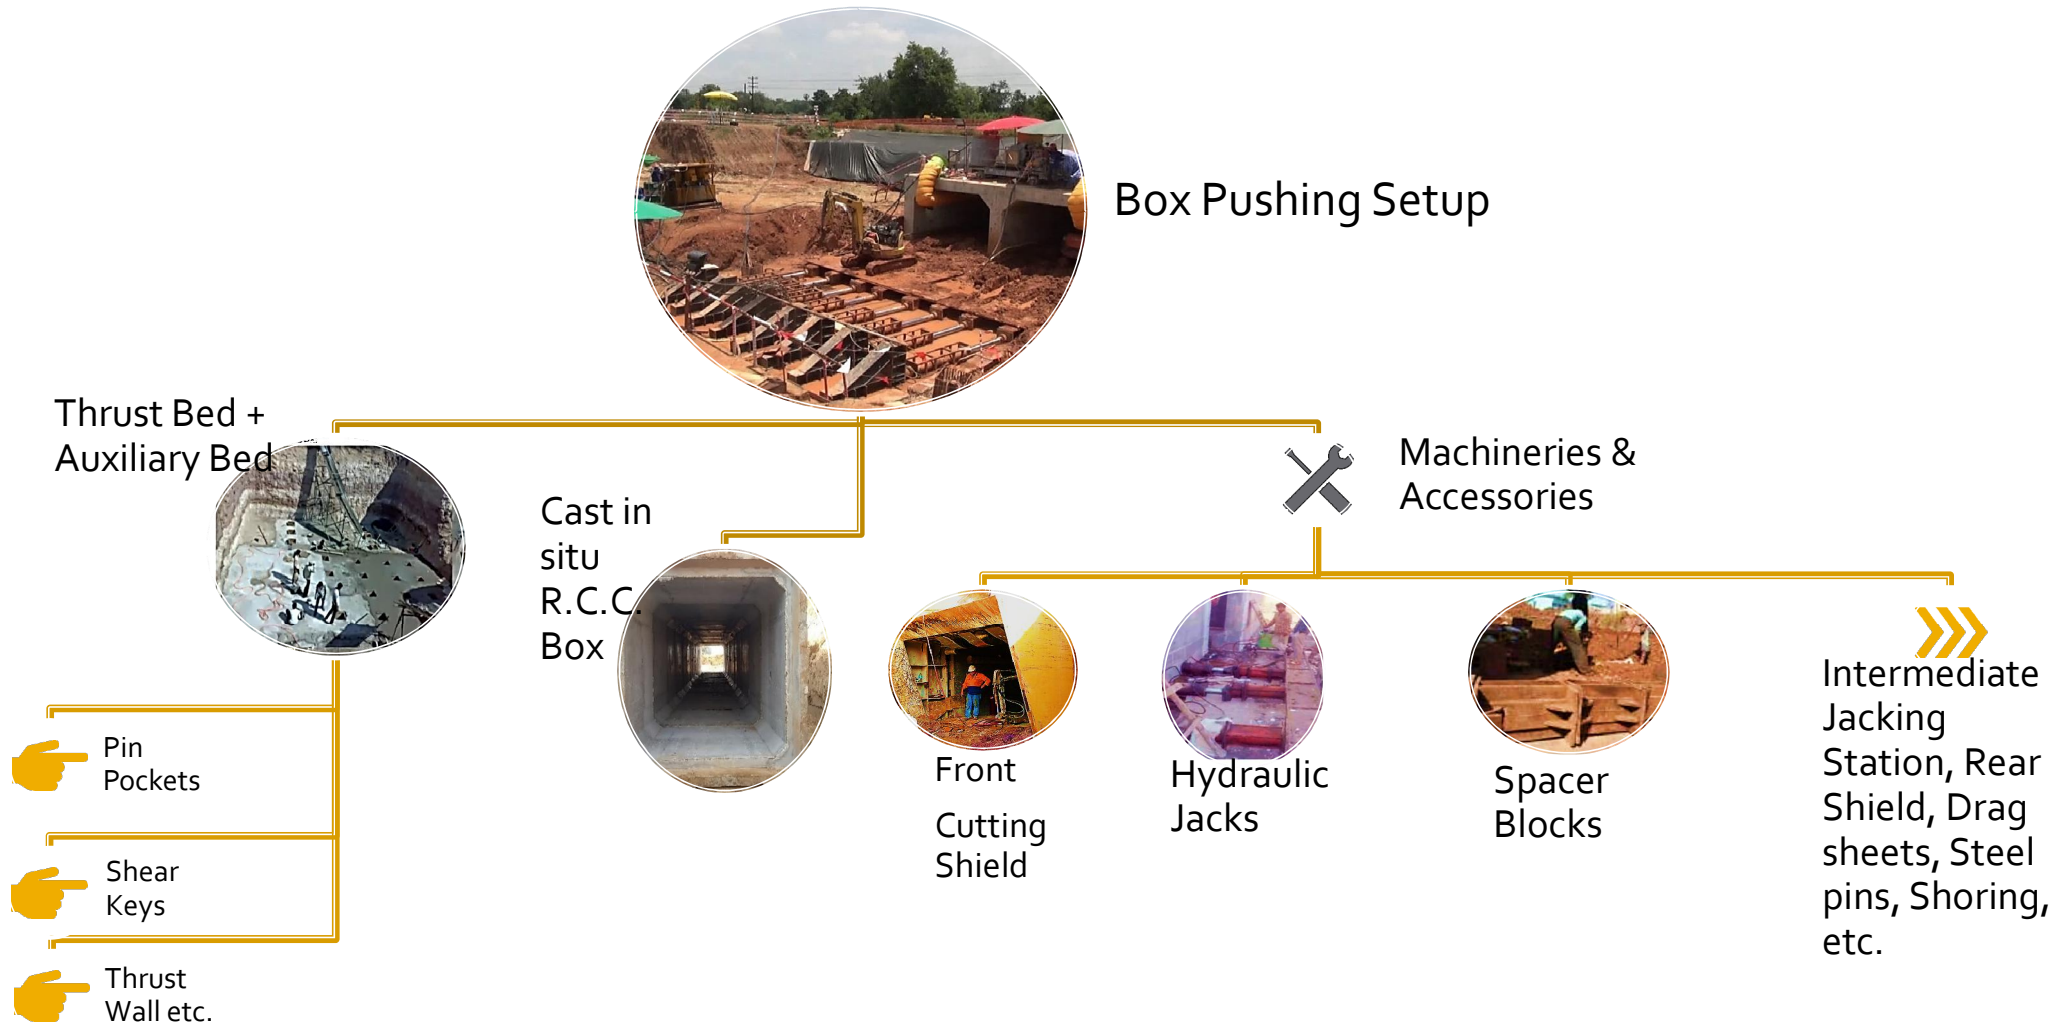 Box Pushing Setup
Thrust Bed +
Auxiliary Bed
Machineries &
Accessories
Cast in
situ
R.C.C.
Box
Pin
Pockets
Shear
Keys
Thrust
Wall etc.
Front
Cutting
Shield
Hydraulic
Jacks
Spacer
Blocks
Intermediate
Jacking
Station, Rear
Shield, Drag
sheets, Steel
pins, Shoring,
etc.